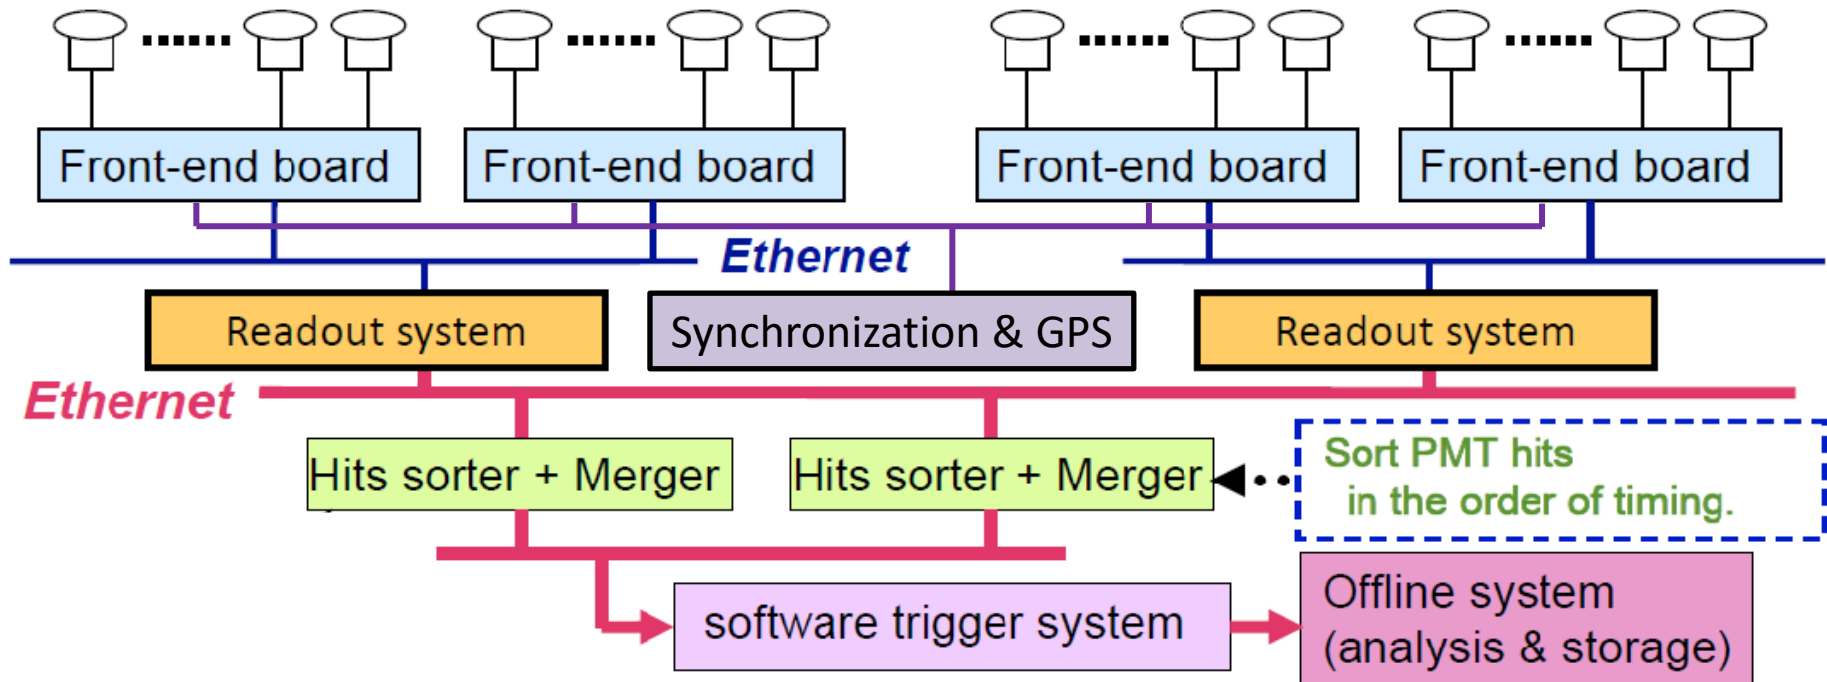 Front-end board
Front-end board
Front-end board
Front-end board
Ethernet
Readout system
Synchronization & GPS
Readout system
Ethernet
Hits sorter + Merger
Hits sorter + Merger
Sort PMT hits
in the order of timing.
software trigger system
Offline system
(analysis & storage)